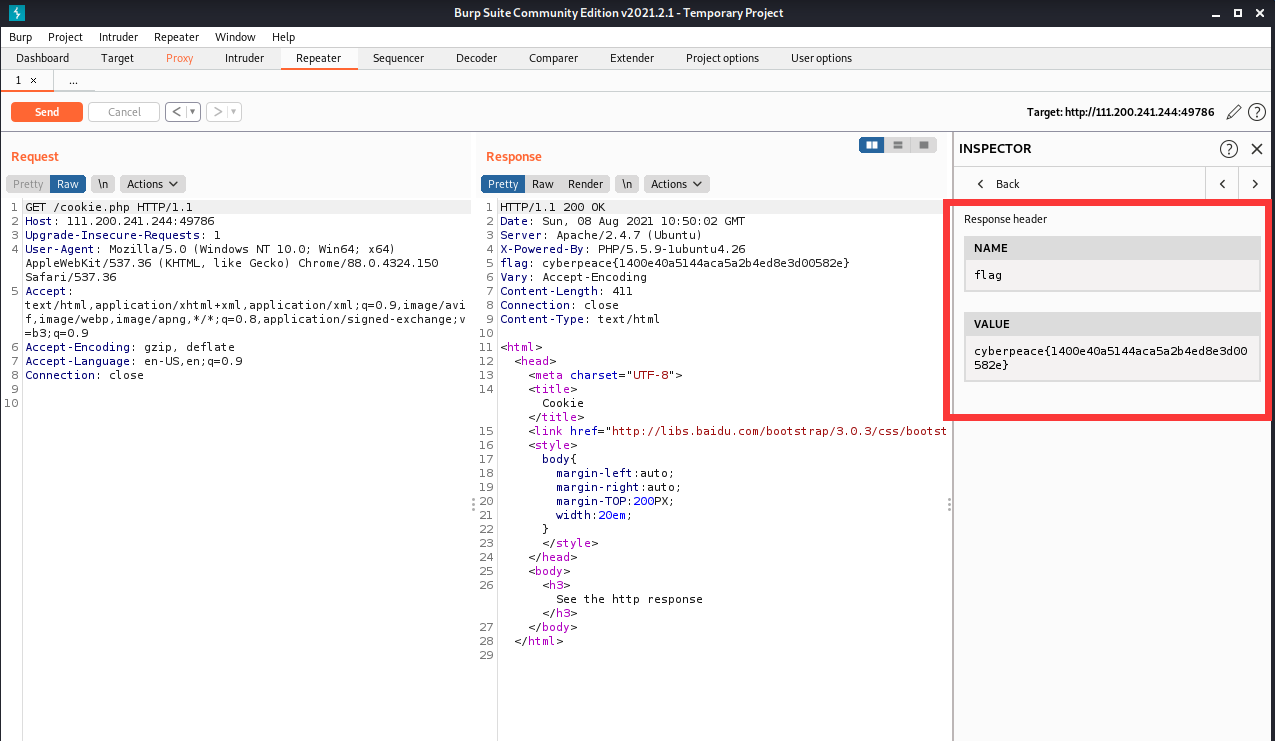 Burp Suite Community Edition v2021.2.1 - Temporary Project
Burp Project Intruder Repeater Window Help
Dashboard Target Proxy Intruder Repeater Sequencer Decoder Comparer Extender Project options User options
1 × ...
Send Cancel < > Target: http://111.200.241.244:49786 ?
Request
Pretty Raw \n Actions
1 GET /cookie.php HTTP/1.1
2 Host: 111.200.241.244:49786
3 Upgrade-Insecure-Requests: 1
4 User-Agent: Mozilla/5.0 (Windows NT 10.0; Win64; x64)
AppleWebKit/537.36 (KHTML, like Gecko) Chrome/88.0.4324.150
Safari/537.36
5 Accept:
text/html,application/xhtml+xml,application/xml;q=0.9,image/avi
f,image/webp,image/apng,*/*;q=0.8,application/signed-exchange;v
=b3;q=0.9
6 Accept-Encoding: gzip, deflate
7 Accept-Language: en-US,en;q=0.9
8 Connection: close
9
10
Response
Pretty Raw Render \n Actions
1 HTTP/1.1 200 OK
2 Date: Sun, 08 Aug 2021 10:50:02 GMT
3 Server: Apache/2.4.7 (Ubuntu)
4 X-Powered-By: PHP/5.5.9-1ubuntu4.26
5 flag: cyberpeace{1400e40a5144aca5a2b4ed8e3d00582e}
6 Vary: Accept-Encoding
7 Content-Length: 411
8 Connection: close
9 Content-Type: text/html
10
11 <html>
12 <head>
13 <meta charset="UTF-8">
14 <title>
Cookie
</title>
15 <link href="http://libs.baidu.com/bootstrap/3.0.3/css/bootst
16 <style>
17 body{
18 margin-left:auto;
19 margin-right:auto;
20 margin-TOP:200PX;
21 width:20em;
22 }
23 </style>
24 </head>
25 <body>
26 <h3>
See the http response
</h3>
27 </body>
28 </html>
29
INSPECTOR ?
< Back < >
Response header
NAME
flag
VALUE
cyberpeace{1400e40a5144aca5a2b4ed8e3d00
582e}